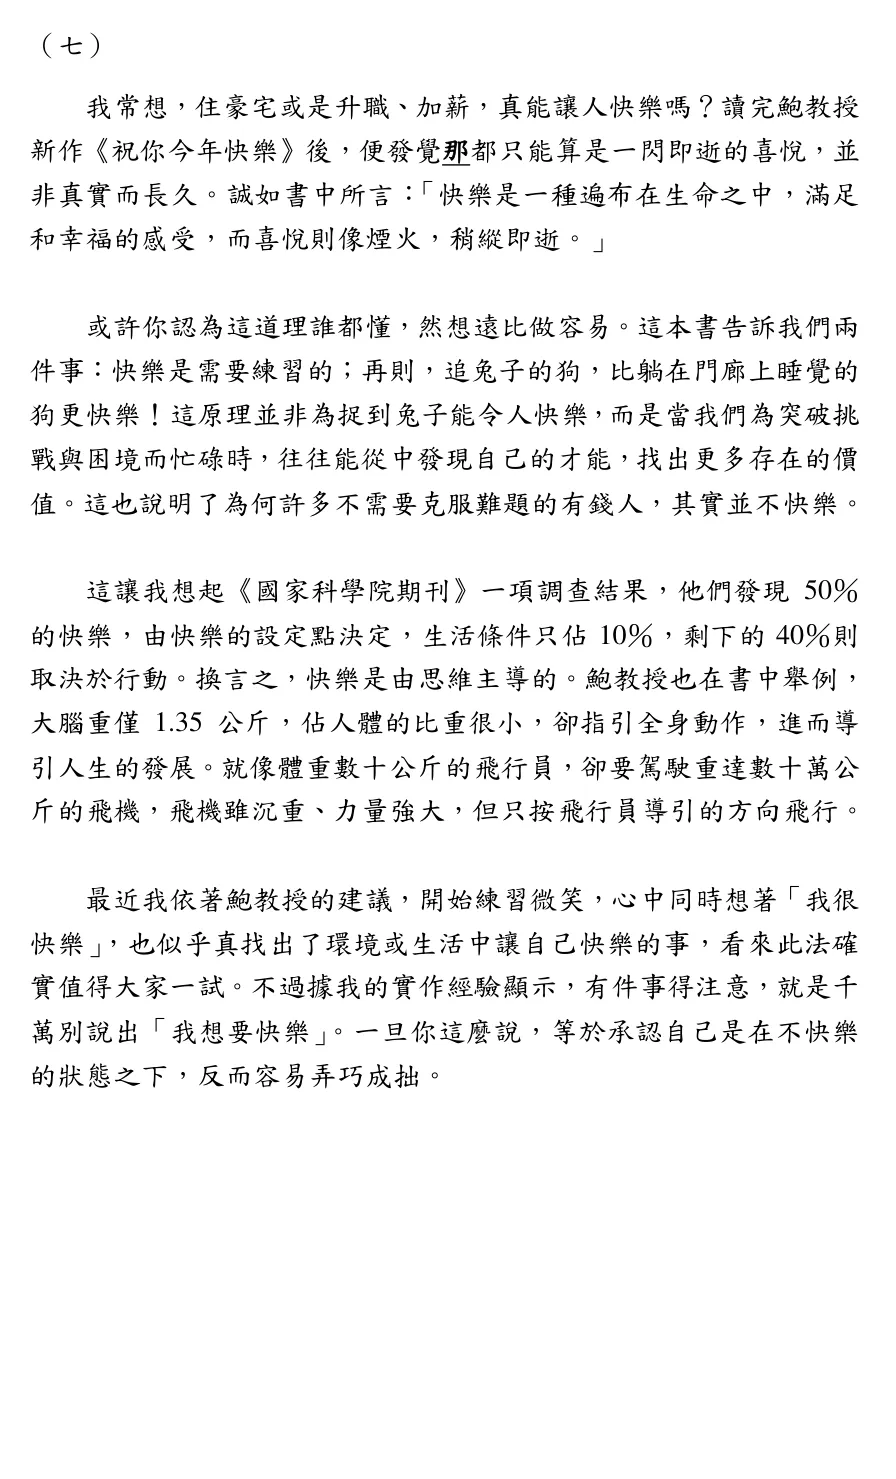 （七）
我常想，住豪宅或是升職、加薪，真能讓人快樂嗎？讀完鮑教授
新作《祝你今年快樂》後，便發覺那都只能算是一閃即逝的喜悅，並
非真實而長久。誠如書中所言：「快樂是一種遍布在生命之中，滿足
和幸福的感受，而喜悅則像煙火，稍縱即逝。」
或許你認為這道理誰都懂，然想遠比做容易。這本書告訴我們兩
件事：快樂是需要練習的；再則，追兔子的狗，比躺在門廊上睡覺的
狗更快樂！這原理並非為捉到兔子能令人快樂，而是當我們為突破挑
戰與困境而忙碌時，往往能從中發現自己的才能，找出更多存在的價
值。這也說明了為何許多不需要克服難題的有錢人，其實並不快樂。
這讓我想起《國家科學院期刊》一項調查結果，他們發現 50％
的快樂，由快樂的設定點決定，生活條件只佔 10％，剩下的 40％則
取決於行動。換言之，快樂是由思維主導的。鮑教授也在書中舉例，
大腦重僅 1.35 公斤，佔人體的比重很小，卻指引全身動作，進而導
引人生的發展。就像體重數十公斤的飛行員，卻要駕駛重達數十萬公
斤的飛機，飛機雖沉重、力量強大，但只按飛行員導引的方向飛行。
最近我依著鮑教授的建議，開始練習微笑，心中同時想著「我很
快樂」，也似乎真找出了環境或生活中讓自己快樂的事，看來此法確
實值得大家一試。不過據我的實作經驗顯示，有件事得注意，就是千
萬別說出「我想要快樂」。一旦你這麼說，等於承認自己是在不快樂
的狀態之下，反而容易弄巧成拙。